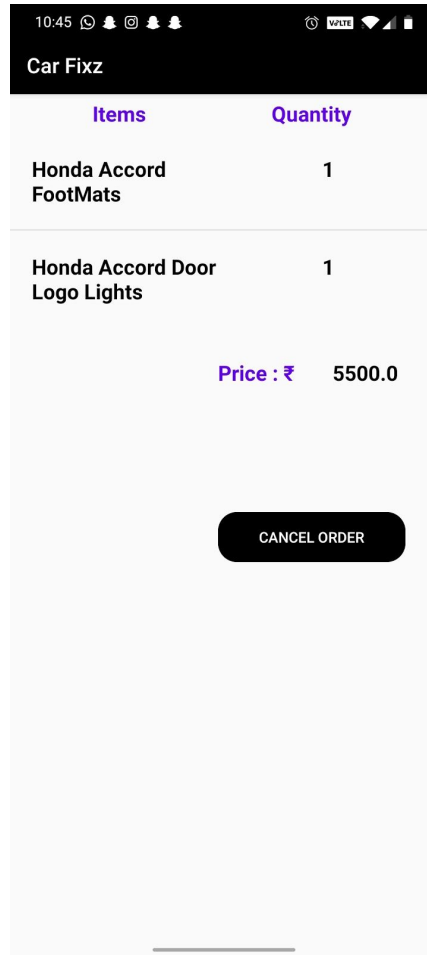 10:45
VoLTE
Car Fixz
Items Quantity
Honda Accord 1
FootMats
Honda Accord Door 1
Logo Lights
Price : ₹ 5500.0
CANCEL ORDER